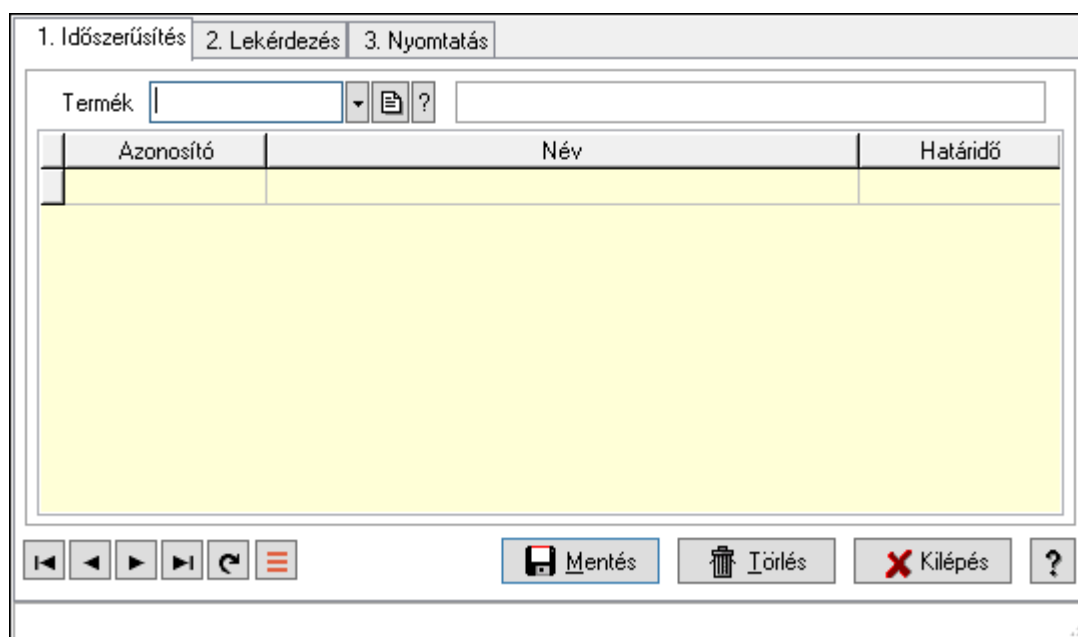 1. Időszerűsítés 2. Lekérdezés 3. Nyomtatás
Termék ?
Azonosító Név Határidő
Mentés Törlés Kilépés ?